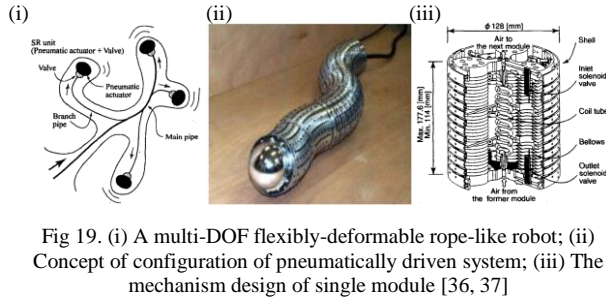 (i)
(ii)
(iii)
SR unit
(Pneumatic actuator + Valve)
Valve
Pneumatic
actuator
Branch
pipe
Main pipe
ϕ 128 [mm]
Air to
the next module
Shell
Inlet
solenoid
valve
Coil tube
Bellows
Outlet
solenoid
valve
Max. 177.6 [mm]
Min. 114 [mm]
Air from
the former module
Fig 19. (i) A multi-DOF flexibly-deformable rope-like robot; (ii)
Concept of configuration of pneumatically driven system; (iii) The
mechanism design of single module [36, 37]